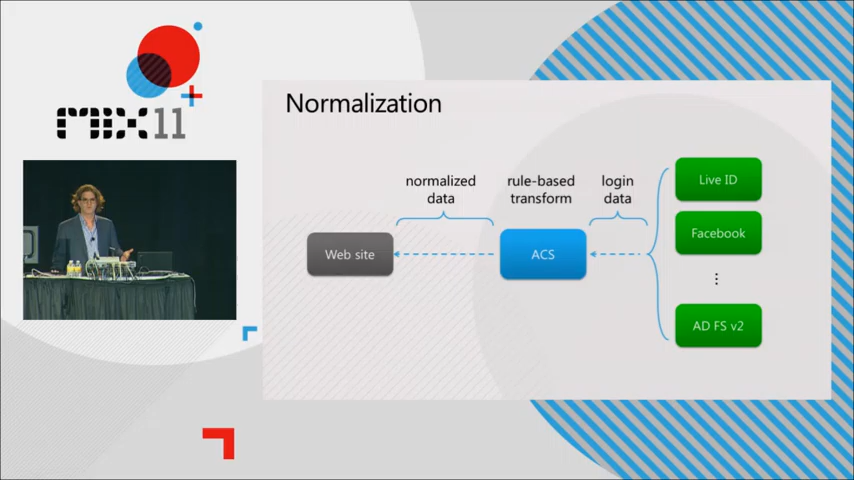 MIX11
Normalization
normalized
data
rule-based
transform
login
data
Live ID
Facebook
Web site
ACS
⋮
AD FS v2